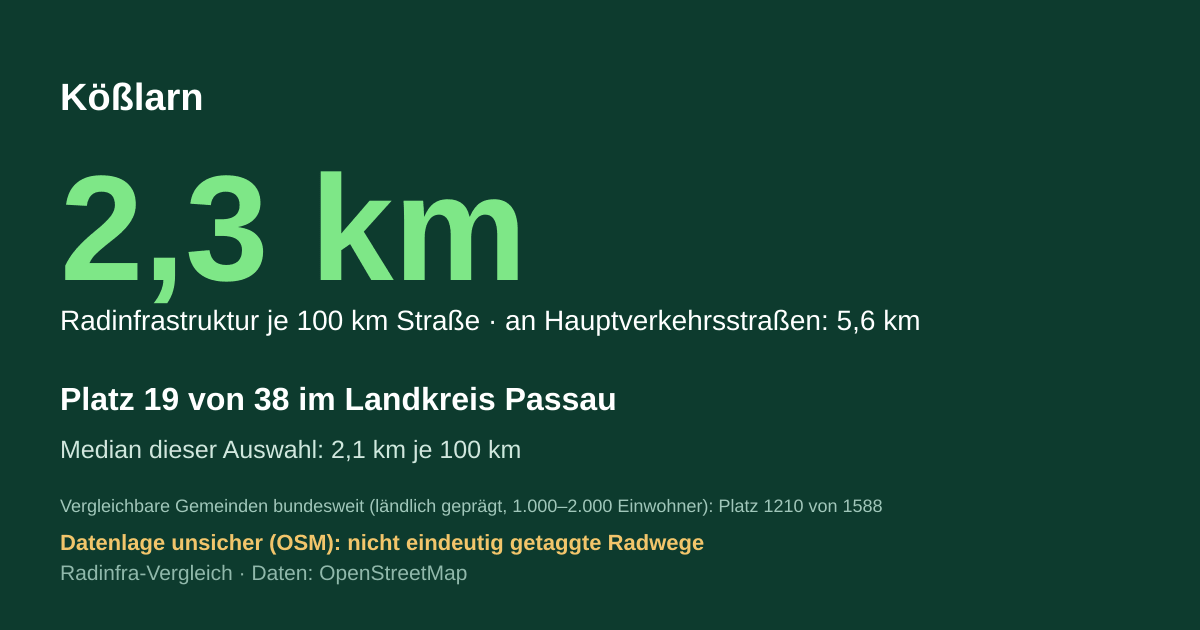 Kößlarn
2,3 km
Radinfrastruktur je 100 km Straße · an Hauptverkehrsstraßen: 5,6 km
Platz 19 von 38 im Landkreis Passau
Median dieser Auswahl: 2,1 km je 100 km
Vergleichbare Gemeinden bundesweit (ländlich geprägt, 1.000–2.000 Einwohner): Platz 1210 von 1588
Datenlage unsicher (OSM): nicht eindeutig getaggte Radwege
Radinfra-Vergleich · Daten: OpenStreetMap